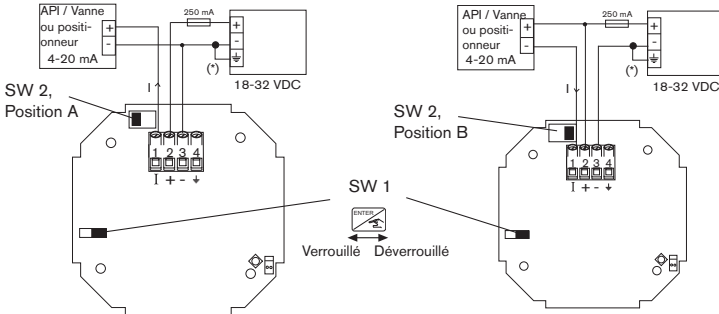 API / Vanne
ou positi-
onneur
4-20 mA
+
-
250 mA
+
-
(*)
18-32 VDC
I
SW 2,
Position A
1 2 3 4
I + -
API / Vanne
ou positi-
onneur
4-20 mA
+
-
250 mA
+
-
(*)
18-32 VDC
I
SW 2,
Position B
1 2 3 4
I + -
SW 1
ENTER
Verrouillé Déverrouillé